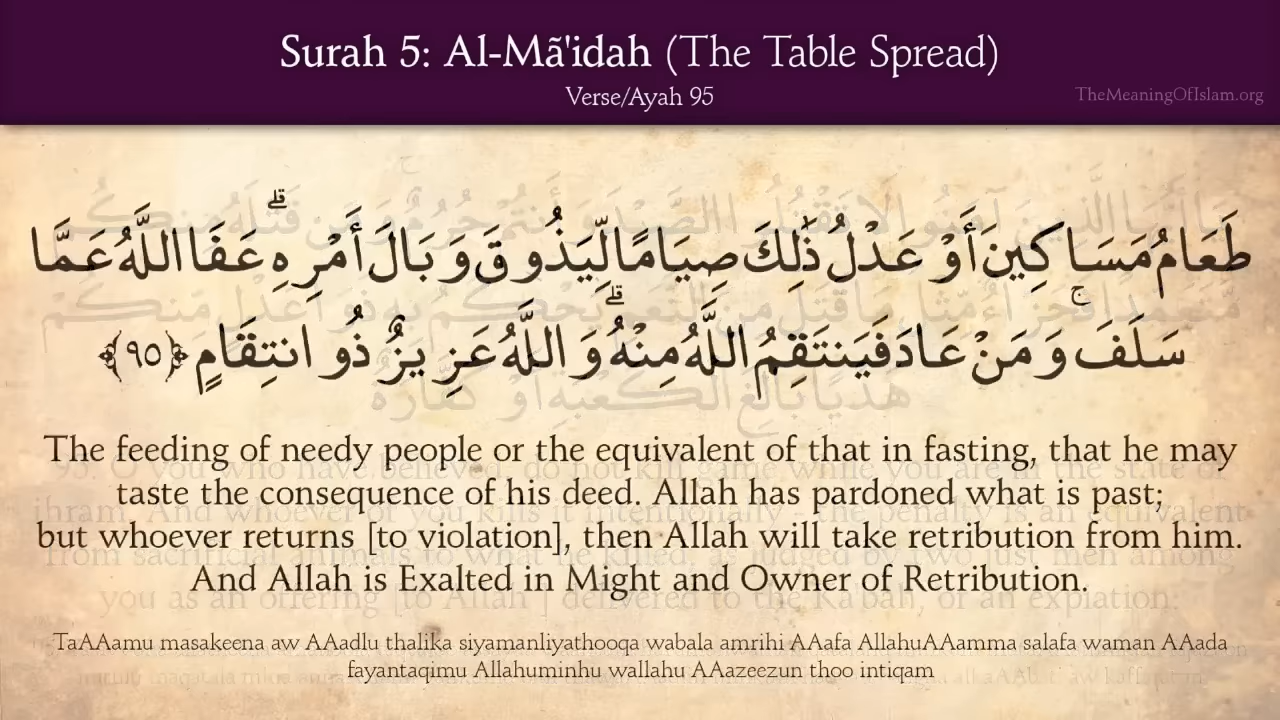 Surah 5: Al-Mã'idah (The Table Spread)
Verse/Ayah 95
TheMeaningOfIslam.org
طَعَامُ مَسَاكِينَ أَوْ عَدْلُ ذَٰلِكَ صِيَامًا لِّيَذُوقَ وَبَالَ أَمْرِهِ ۗ عَفَا اللَّهُ عَمَّا
سَلَفَ ۚ وَمَنْ عَادَ فَيَنتَقِمُ اللَّهُ مِنْهُ ۗ وَاللَّهُ عَزِيزٌ ذُو انتِقَامٍ ﴿٩٥﴾
The feeding of needy people or the equivalent of that in fasting, that he may
taste the consequence of his deed. Allah has pardoned what is past;
but whoever returns [to violation], then Allah will take retribution from him.
And Allah is Exalted in Might and Owner of Retribution.
TaAAamu masakeena aw AAadlu thalika siyamanliyathooqa wabala amrihi AAafa AllahuAAamma salafa waman AAada
fayantaqimu Allahuminhu wallahu AAazeezun thoo intiqam